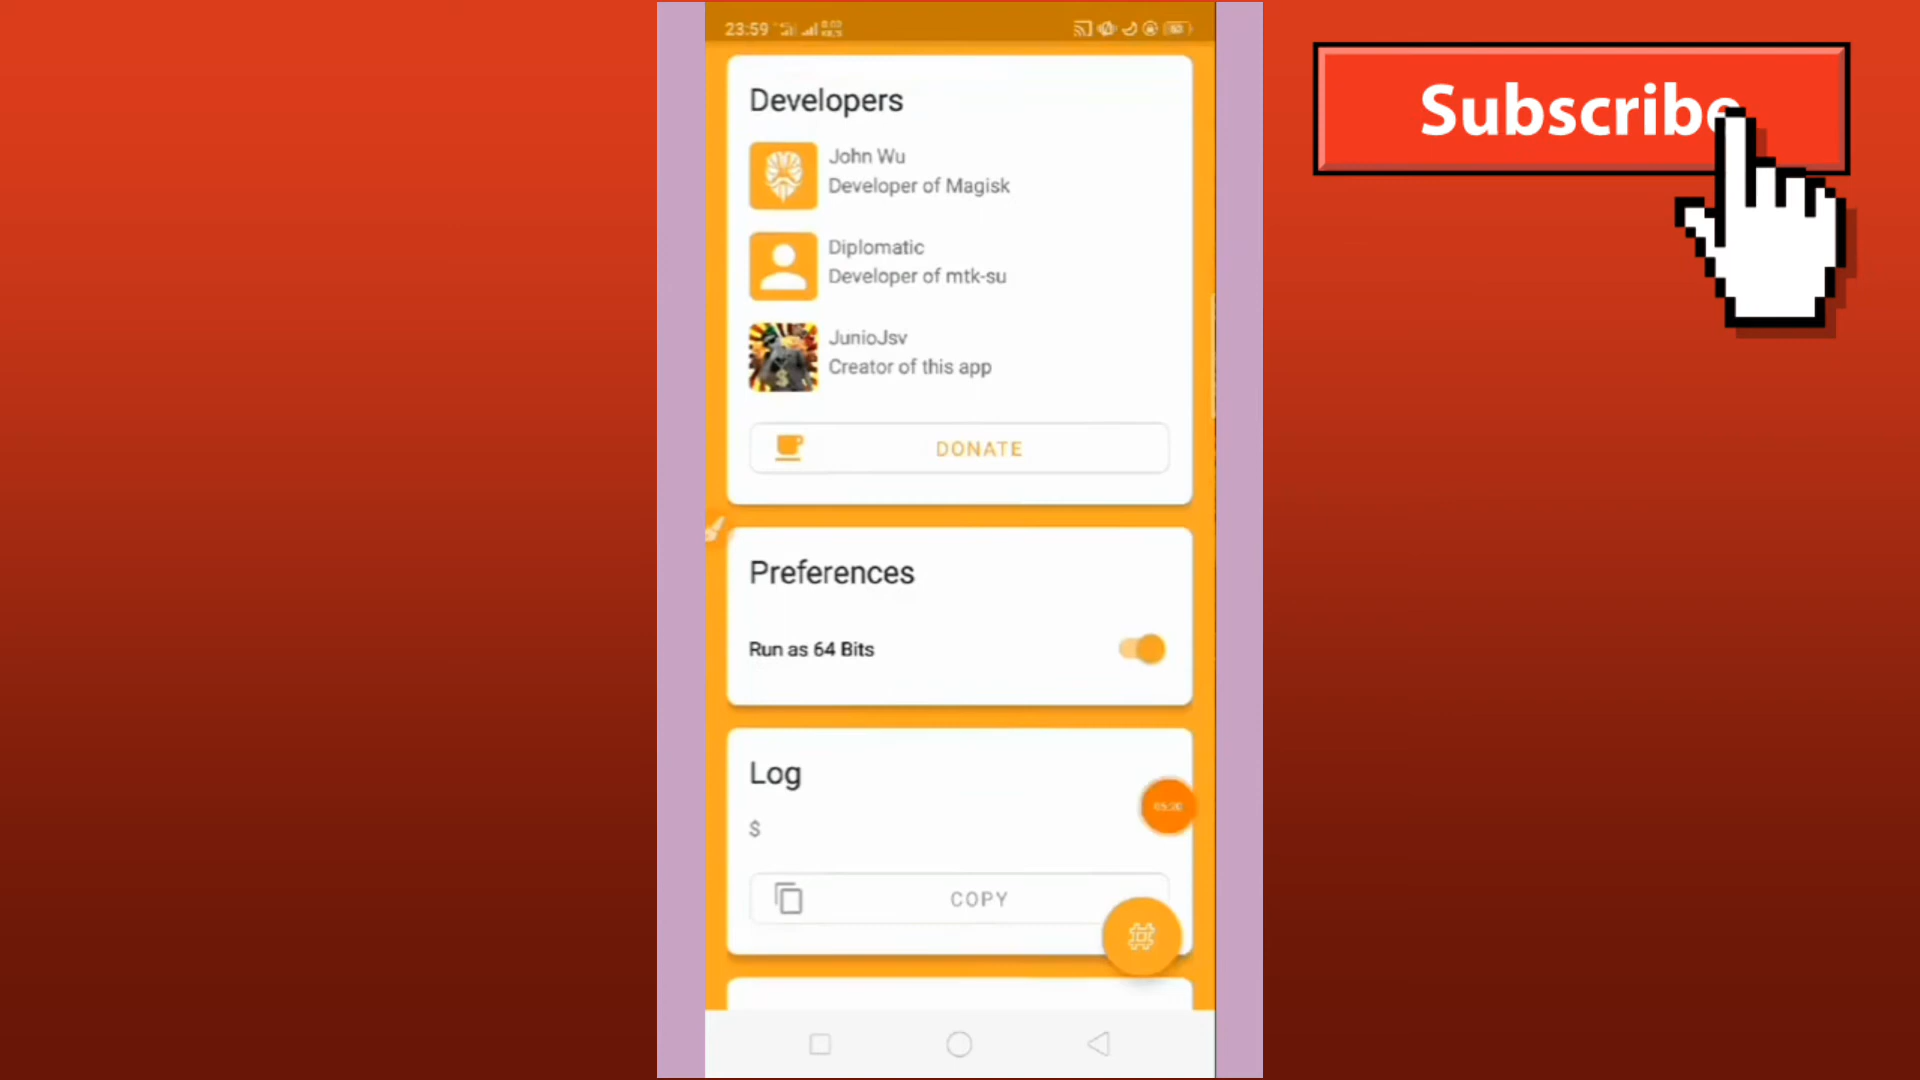 23:59
Subscribe
Developers
John Wu
Developer of Magisk
Diplomatic
Developer of mtk-su
JunioJsv
Creator of this app
DONATE
Preferences
Run as 64 Bits
Log
$
COPY
#